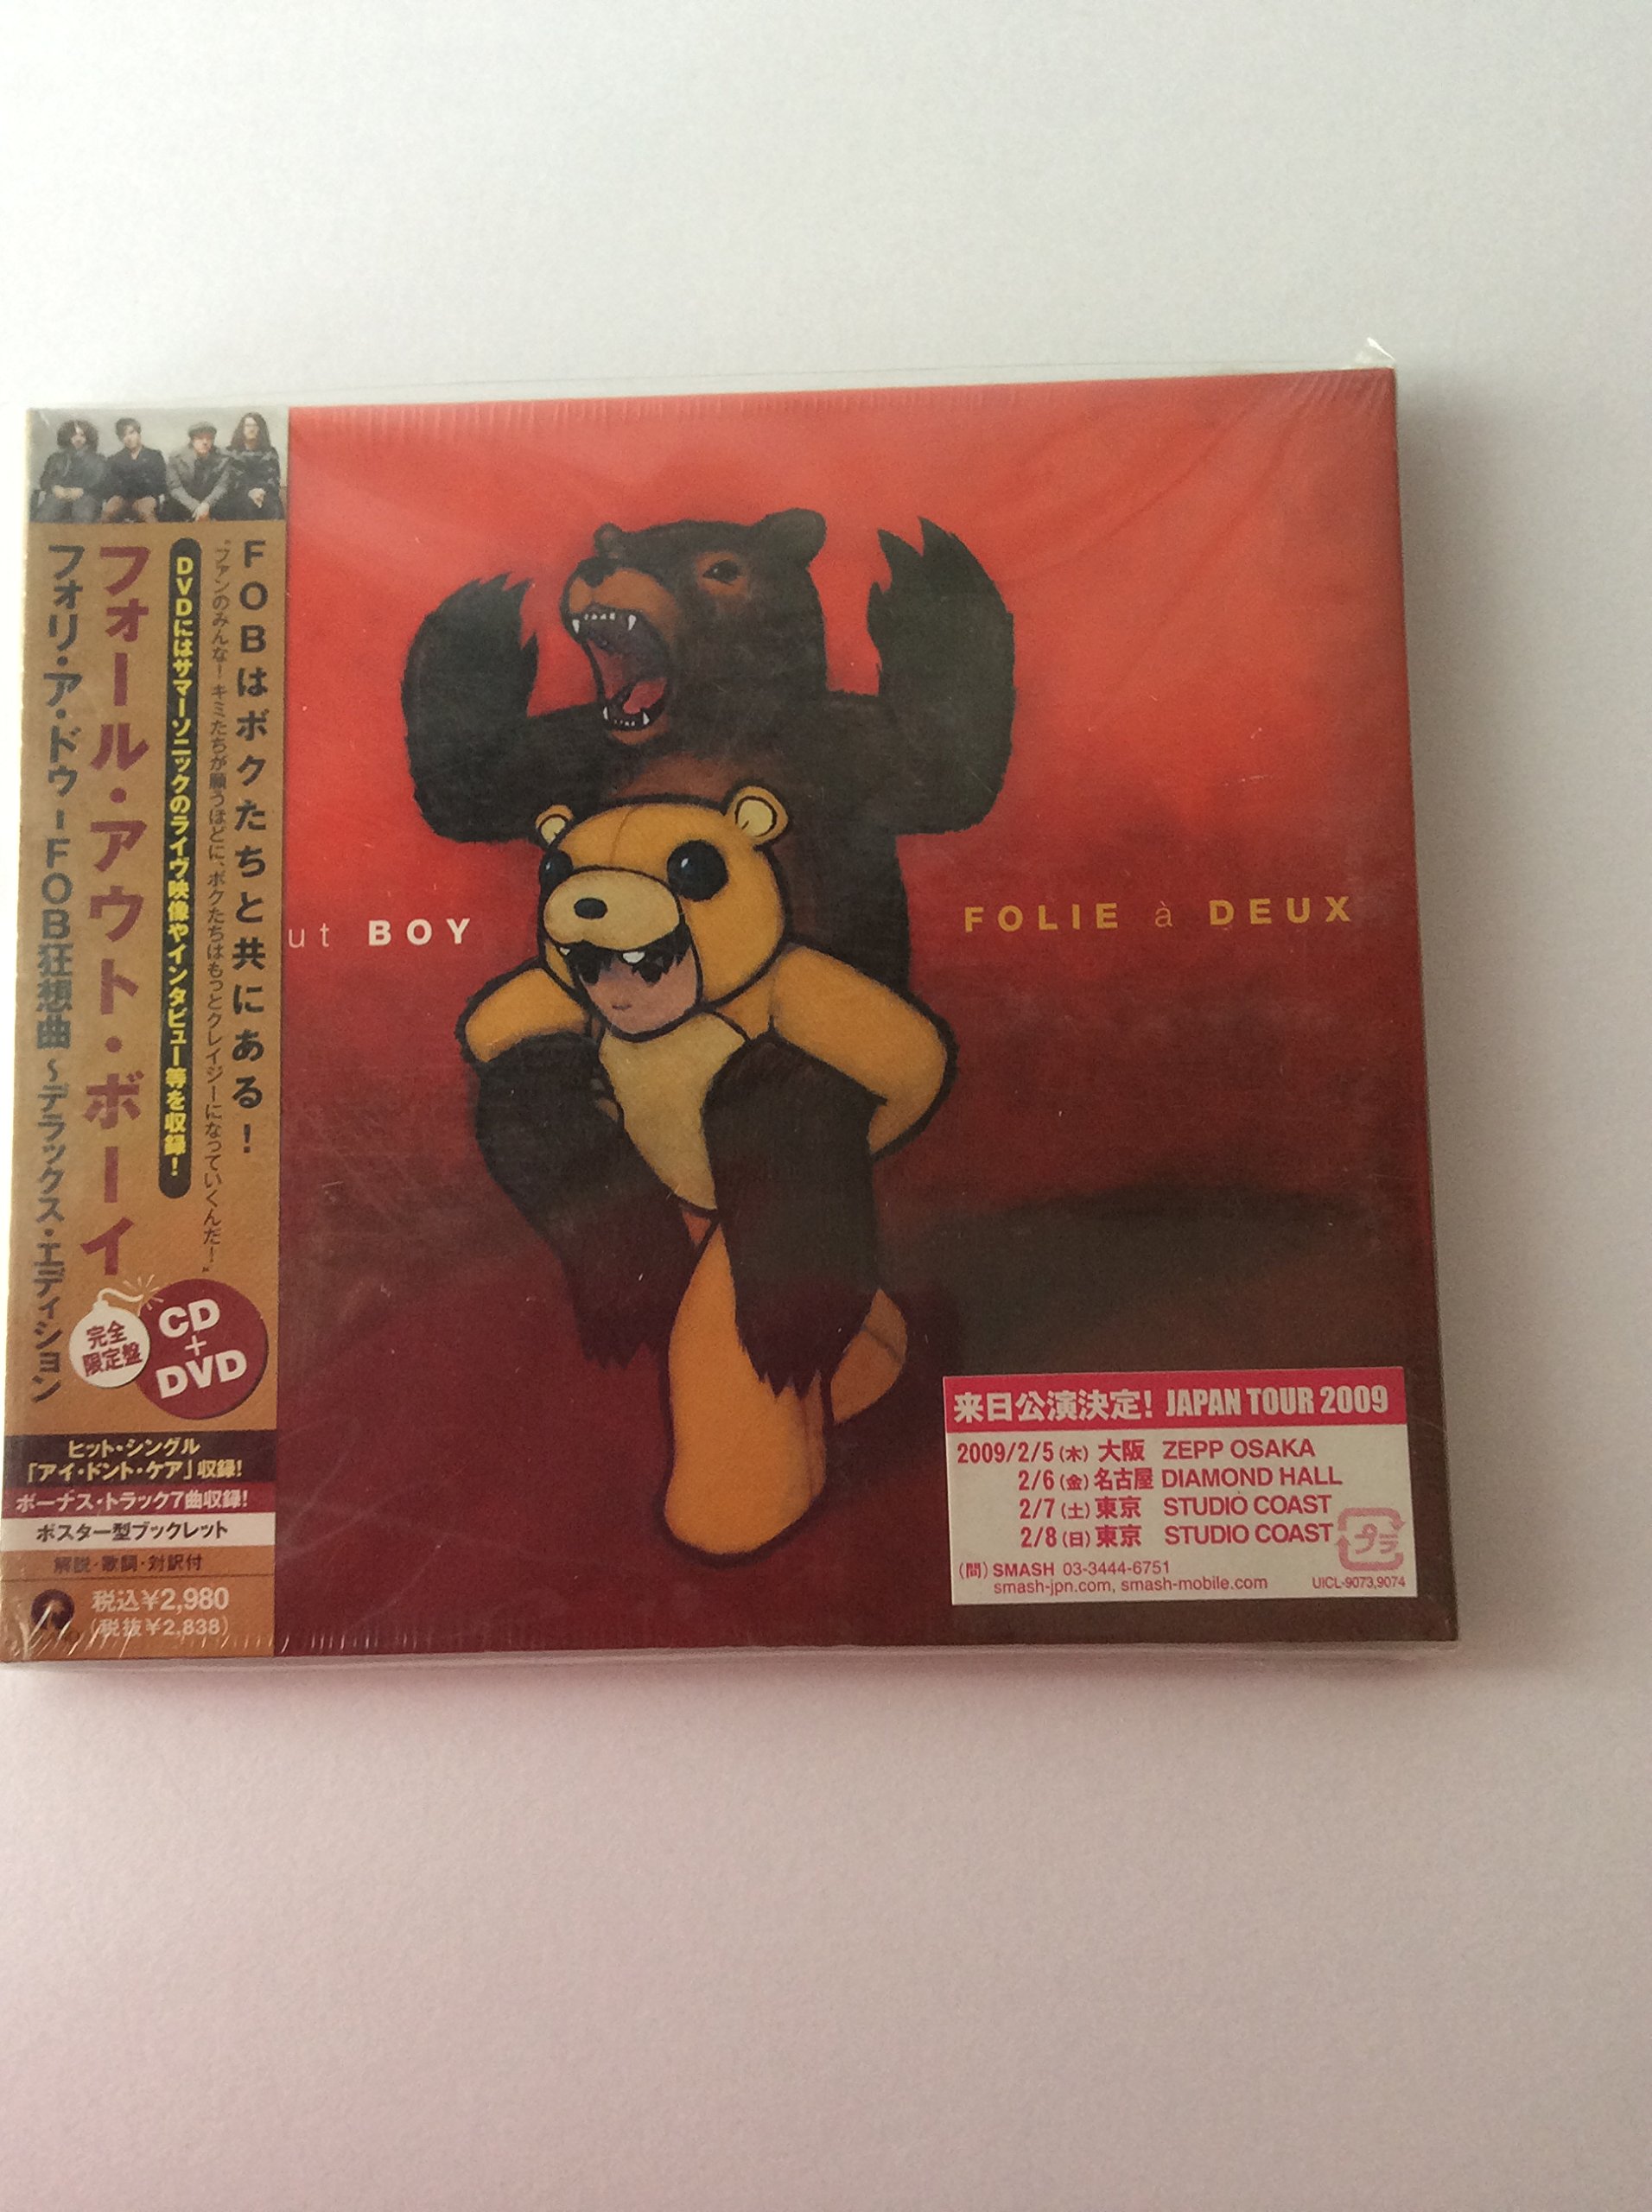 FOBはボクたちと共にある！
"ファンのみんな！キミたちが願うほどに、ボクたちはもっとクレイジーになっていくんだ！"
DVDにはサマーソニックのライヴ映像やインタビュー等を収録！
フォール・アウト・ボーイ
フォリ・ア・ドゥ－FOB狂想曲～デラックス・エディション
完全
限定盤
CD
+
DVD
ヒット・シングル
「アイ・ドント・ケア」収録！
ボーナス・トラック7曲収録！
ポスター型ブックレット
解説・歌詞・対訳付
税込¥2,980
(税抜¥2,838)
ut BOY
FOLIE à DEUX
来日公演決定！ JAPAN TOUR 2009
2009/2/5(木) 大阪 ZEPP OSAKA
2/6(金) 名古屋 DIAMOND HALL
2/7(土) 東京 STUDIO COAST
2/8(日) 東京 STUDIO COAST
プラ
(問) SMASH 03-3444-6751
smash-jpn.com, smash-mobile.com
UICL-9073,9074